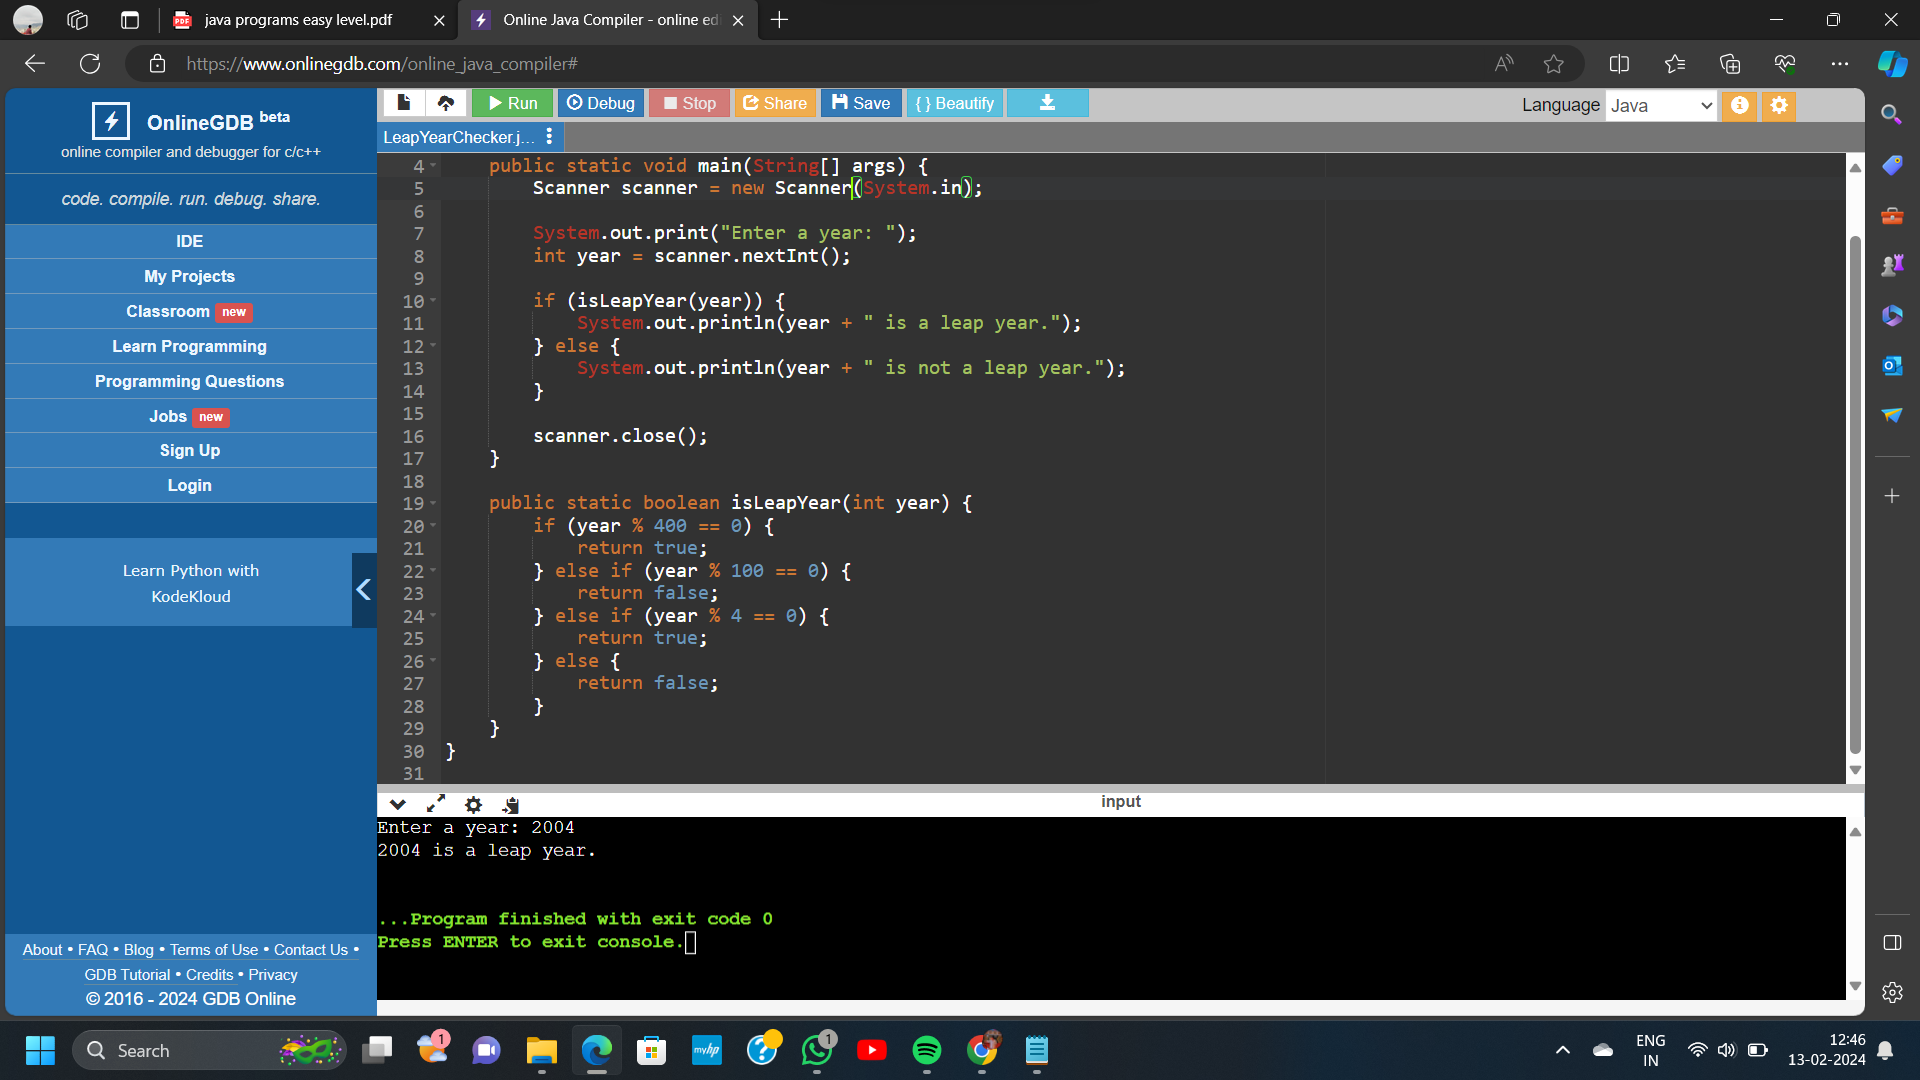 java programs easy level.pdf
Online Java Compiler - online ed
https://www.onlinegdb.com/online_java_compiler#
OnlineGDB beta
online compiler and debugger for c/c++
code. compile. run. debug. share.
IDE
My Projects
Classroom new
Learn Programming
Programming Questions
Jobs new
Sign Up
Login
Learn Python with
KodeKloud
About • FAQ • Blog • Terms of Use • Contact Us •
GDB Tutorial • Credits • Privacy
© 2016 - 2024 GDB Online
Run Debug Stop Share Save { } Beautify
Language Java
LeapYearChecker.j...
4 public static void main(String[] args) {
5 Scanner scanner = new Scanner(System.in);
6
7 System.out.print("Enter a year: ");
8 int year = scanner.nextInt();
9
10 if (isLeapYear(year)) {
11 System.out.println(year + " is a leap year.");
12 } else {
13 System.out.println(year + " is not a leap year.");
14 }
15
16 scanner.close();
17 }
18
19 public static boolean isLeapYear(int year) {
20 if (year % 400 == 0) {
21 return true;
22 } else if (year % 100 == 0) {
23 return false;
24 } else if (year % 4 == 0) {
25 return true;
26 } else {
27 return false;
28 }
29 }
30 }
31
input
Enter a year: 2004
2004 is a leap year.
...Program finished with exit code 0
Press ENTER to exit console.
Search
1
myhp
1
ENG
IN
12:46
13-02-2024